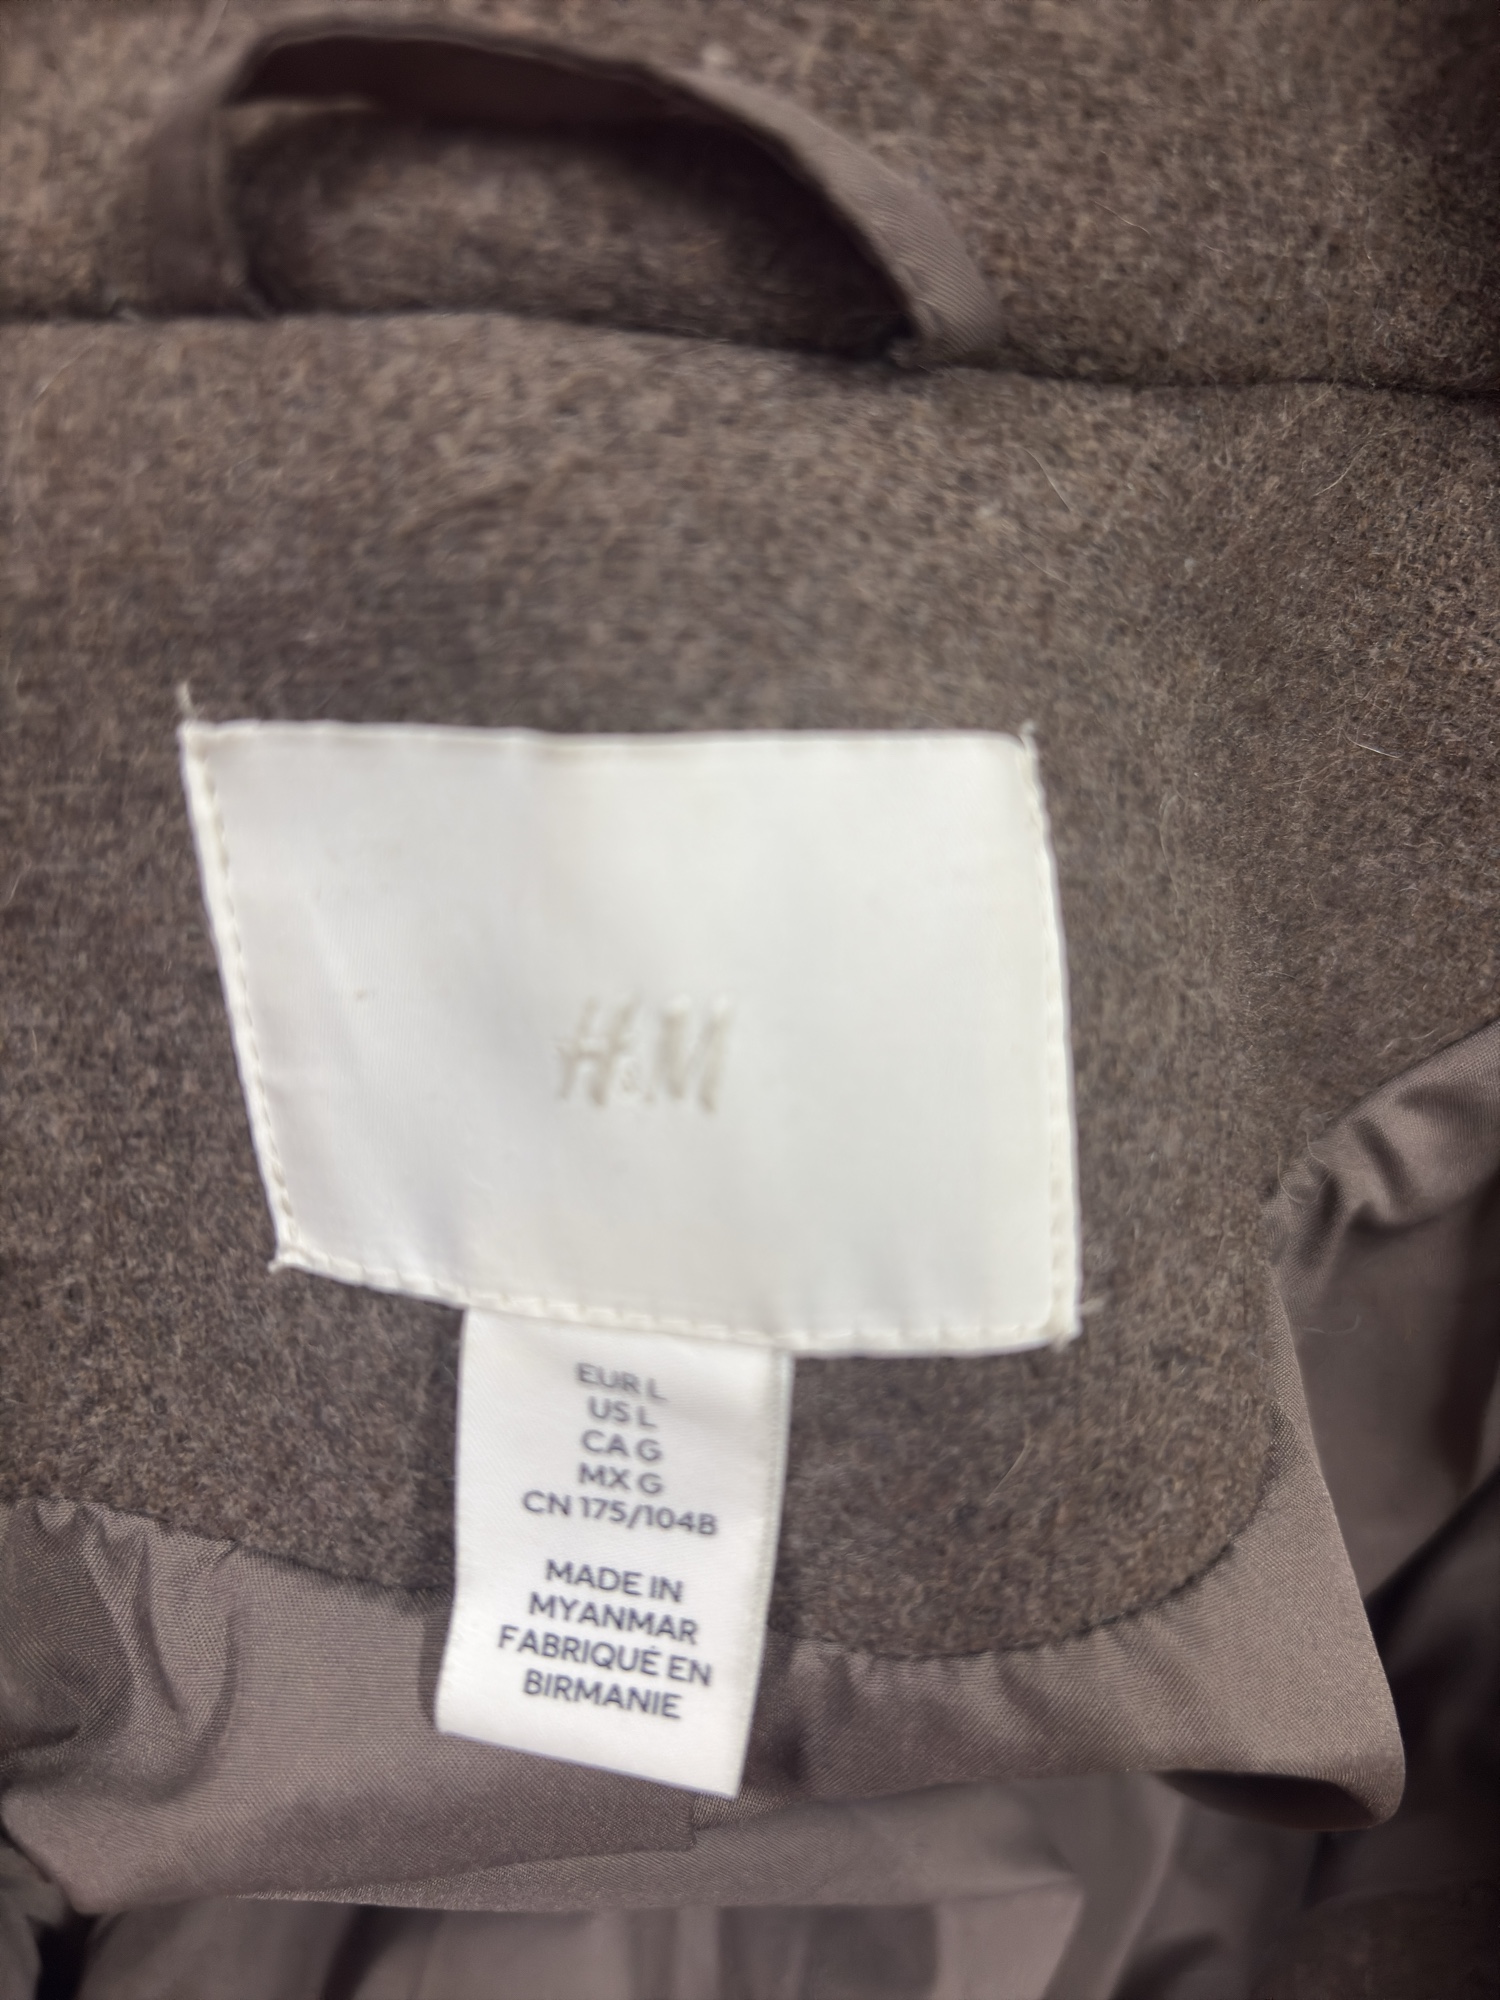 H&M
EUR L
US L
CA G
MX G
CN 175/104B
MADE IN
MYANMAR
FABRIQUÉ EN
BIRMANIE